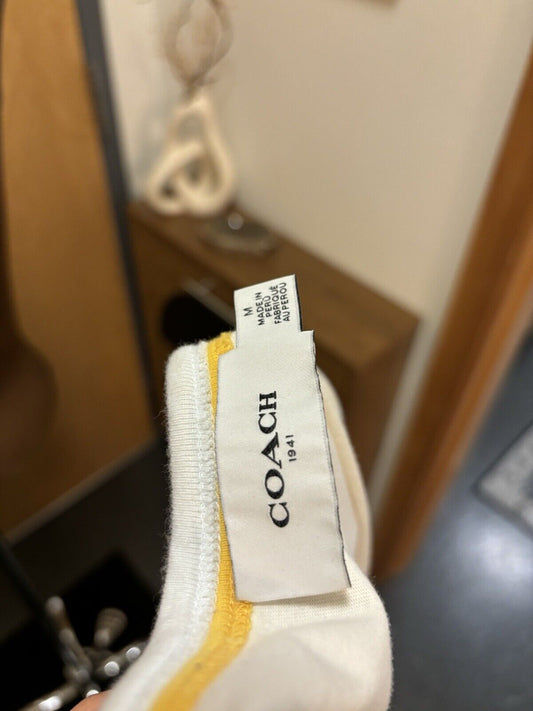 M
MADE IN
PERU
FABRIQUÉ
AU PEROU
COACH
1941